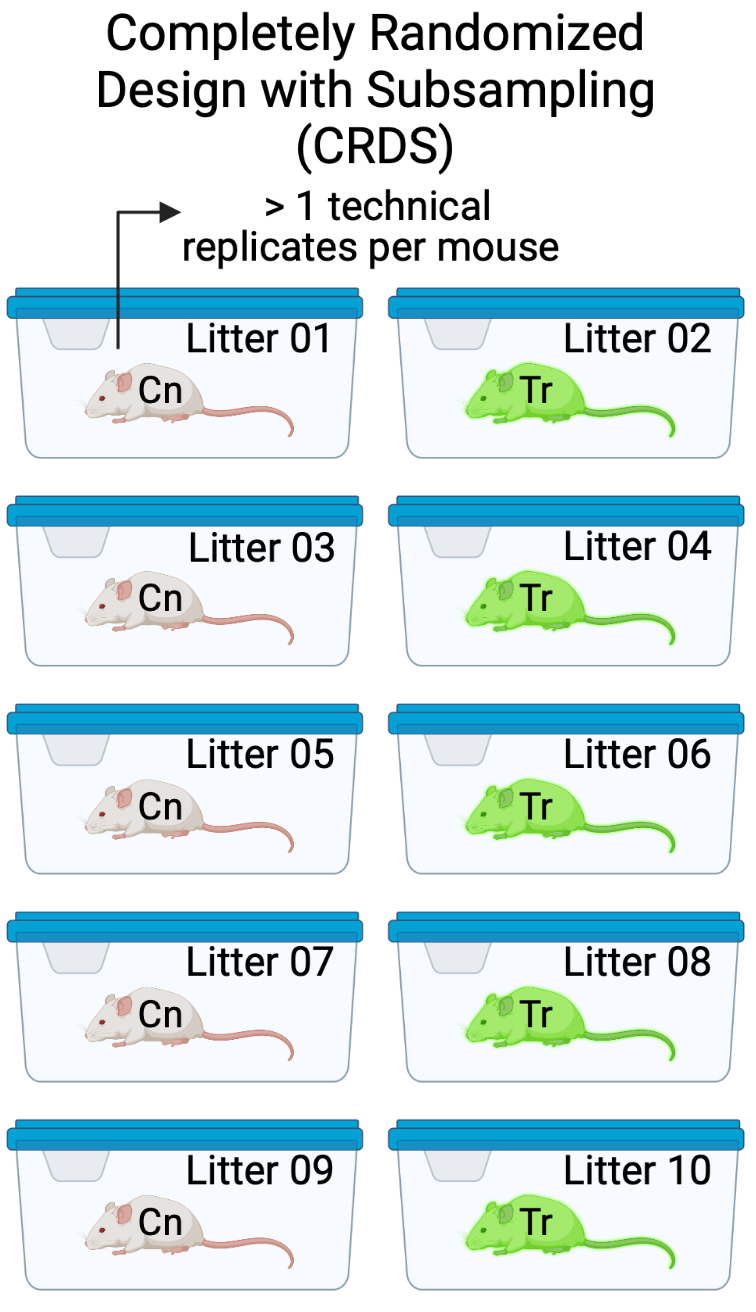 Completely Randomized
Design with Subsampling
(CRDS)
> 1 technical
replicates per mouse
Litter 01
Cn
Litter 02
Tr
Litter 03
Cn
Litter 04
Tr
Litter 05
Cn
Litter 06
Tr
Litter 07
Cn
Litter 08
Tr
Litter 09
Cn
Litter 10
Tr